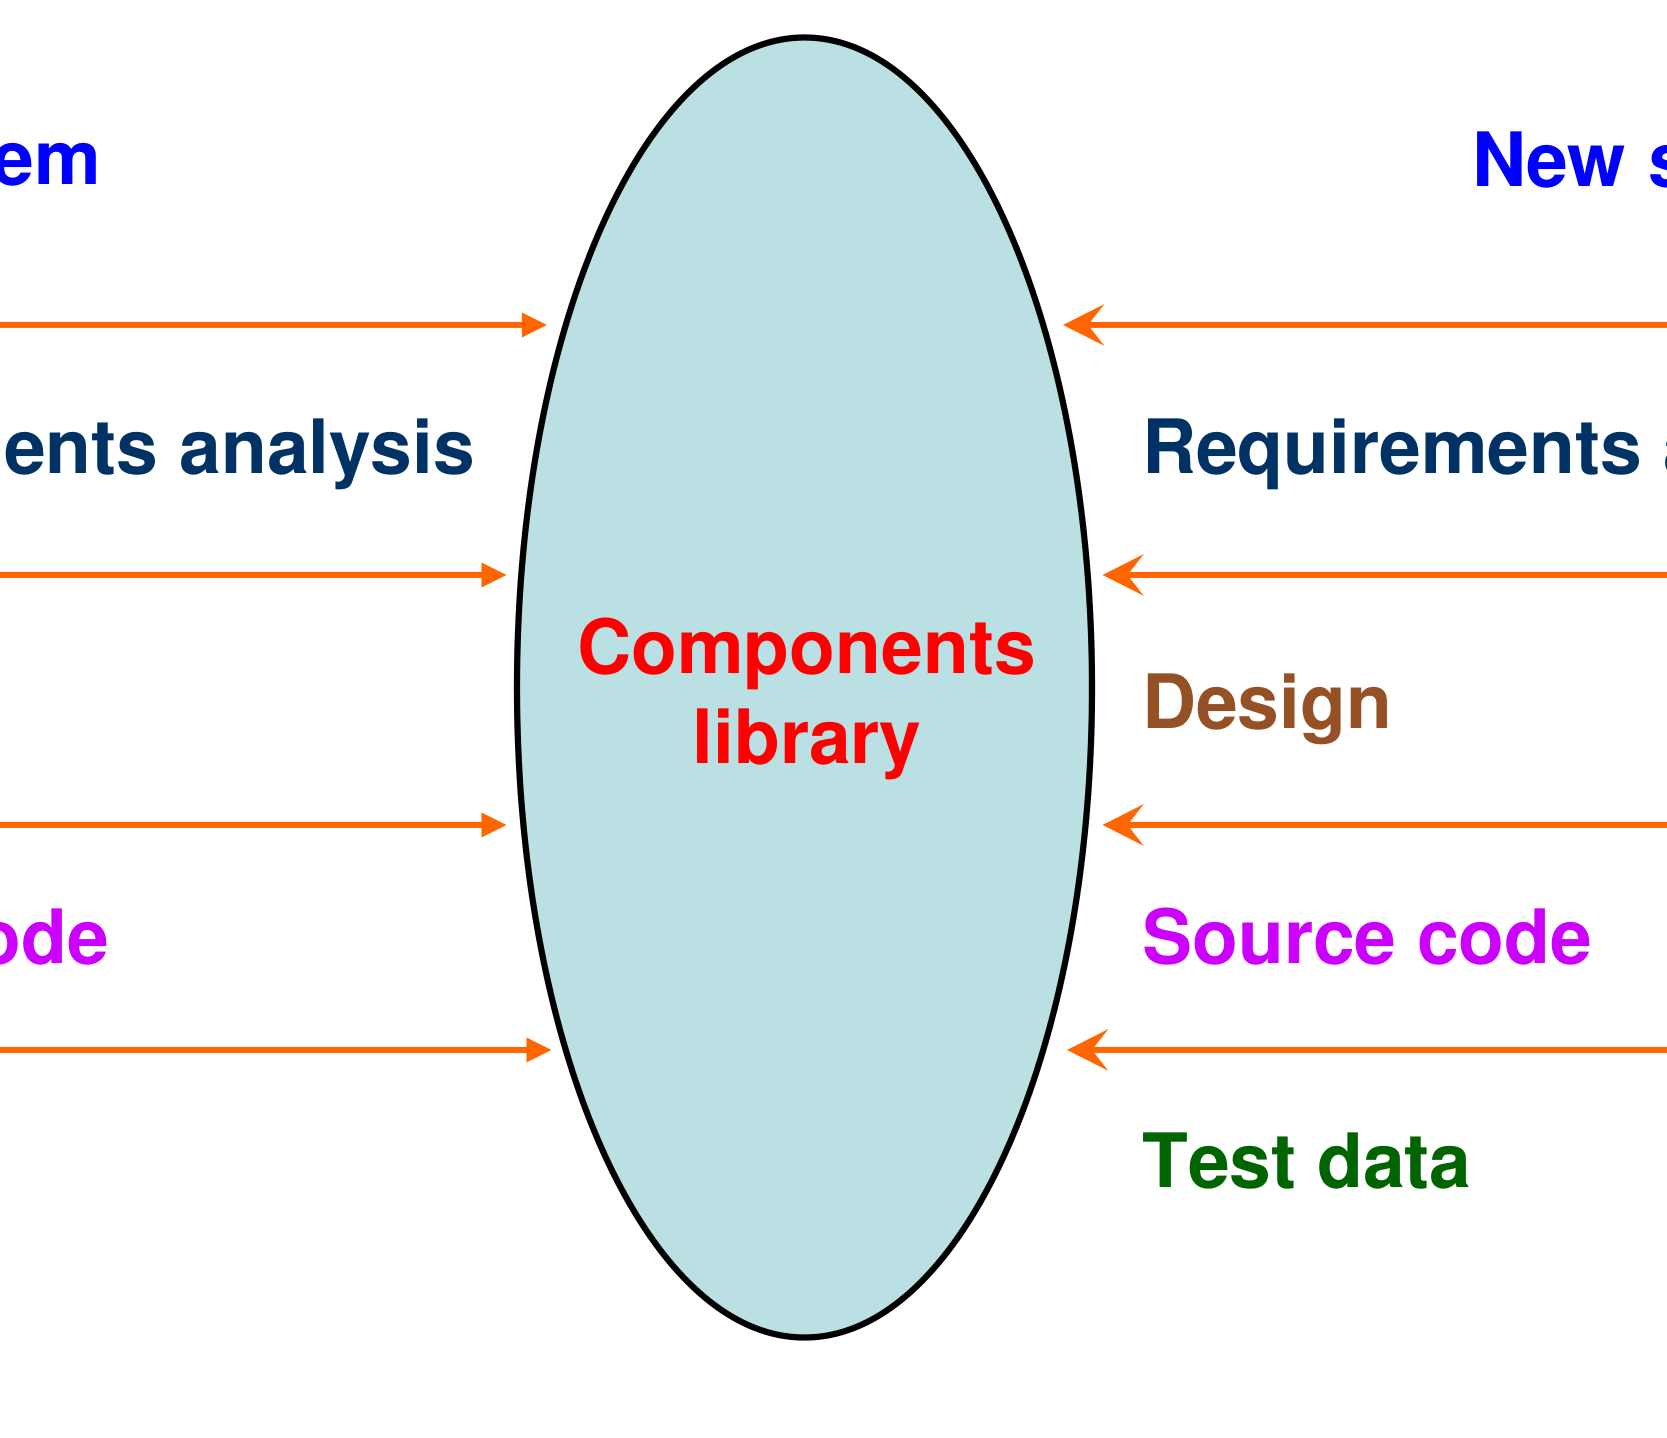 em
New s
ents analysis
Requirements a
Components
library
Design
ode
Source code
Test data